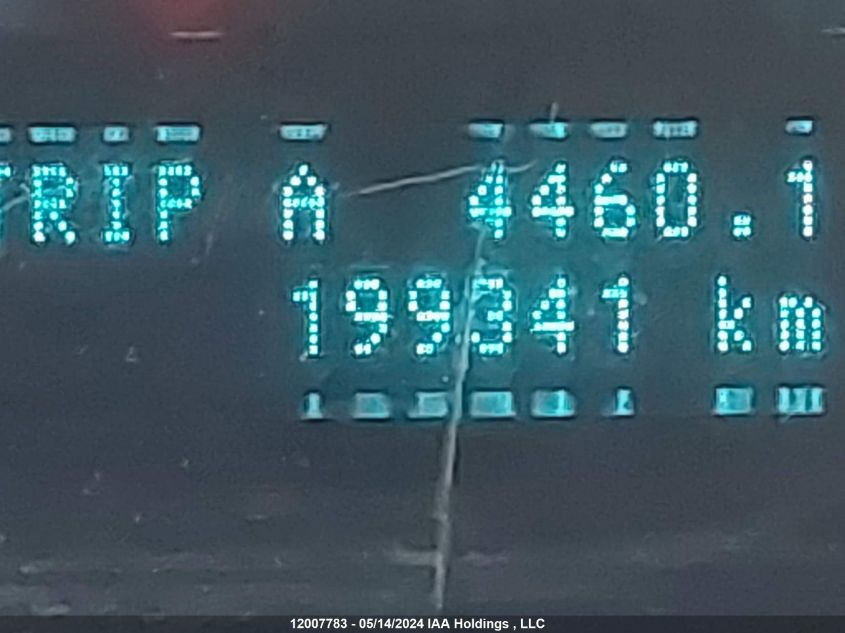 TRIP A 4460.1
199341 km
12007783 - 05/14/2024 IAA Holdings , LLC